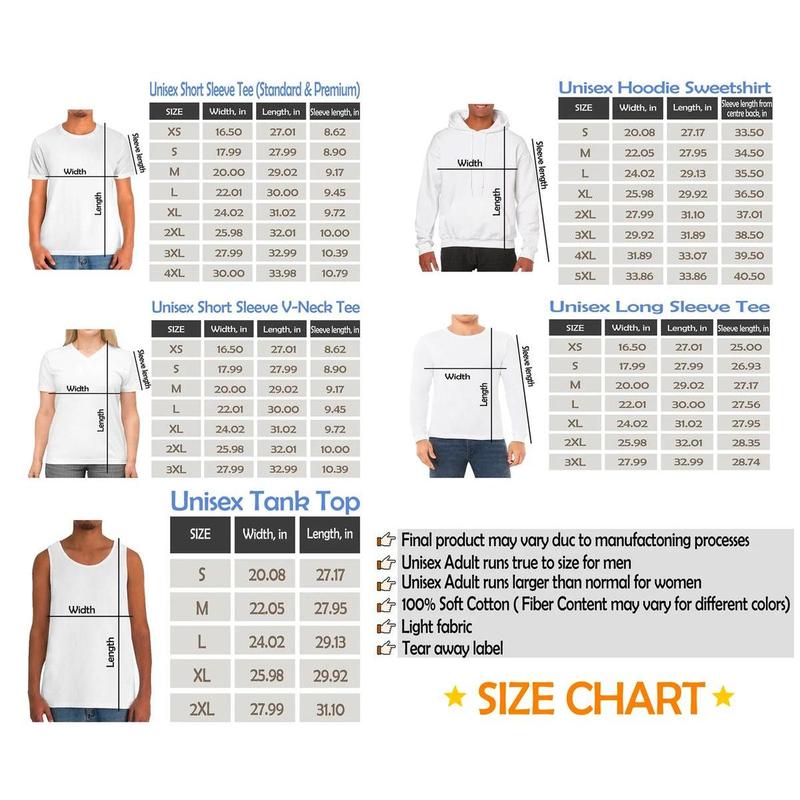 Unisex Short Sleeve Tee (Standard & Premium)
SIZE Width, in Length, in Sleeve length, in
XS 16.50 27.01 8.62
S 17.99 27.99 8.90
M 20.00 29.02 9.17
L 22.01 30.00 9.45
XL 24.02 31.02 9.72
2XL 25.98 32.01 10.00
3XL 27.99 32.99 10.39
4XL 30.00 33.98 10.79
Width
Length
Sleeve length
Unisex Hoodie Sweetshirt
SIZE Width, in Length, in Sleeve length from centre back, in
S 20.08 27.17 33.50
M 22.05 27.95 34.50
L 24.02 29.13 35.50
XL 25.98 29.92 36.50
2XL 27.99 31.10 37.01
3XL 29.92 31.89 38.50
4XL 31.89 33.07 39.50
5XL 33.86 33.86 40.50
Width
Length
Sleeve length
Unisex Short Sleeve V-Neck Tee
SIZE Width, in Length, in Sleeve length, in
XS 16.50 27.01 8.62
S 17.99 27.99 8.90
M 20.00 29.02 9.17
L 22.01 30.00 9.45
XL 24.02 31.02 9.72
2XL 25.98 32.01 10.00
3XL 27.99 32.99 10.39
Width
Length
Sleeve length
Unisex Long Sleeve Tee
SIZE Width, in Length, in Sleeve length, in
XS 16.50 27.01 25.00
S 17.99 27.99 26.93
M 20.00 29.02 27.17
L 22.01 30.00 27.56
XL 24.02 31.02 27.95
2XL 25.98 32.01 28.35
3XL 27.99 32.99 28.74
Width
Length
Sleeve length
Unisex Tank Top
SIZE Width, in Length, in
S 20.08 27.17
M 22.05 27.95
L 24.02 29.13
XL 25.98 29.92
2XL 27.99 31.10
Width
Length
Final product may vary duc to manufactoning processes
Unisex Adult runs true to size for men
Unisex Adult runs larger than normal for women
100% Soft Cotton ( Fiber Content may vary for different colors)
Light fabric
Tear away label
SIZE CHART